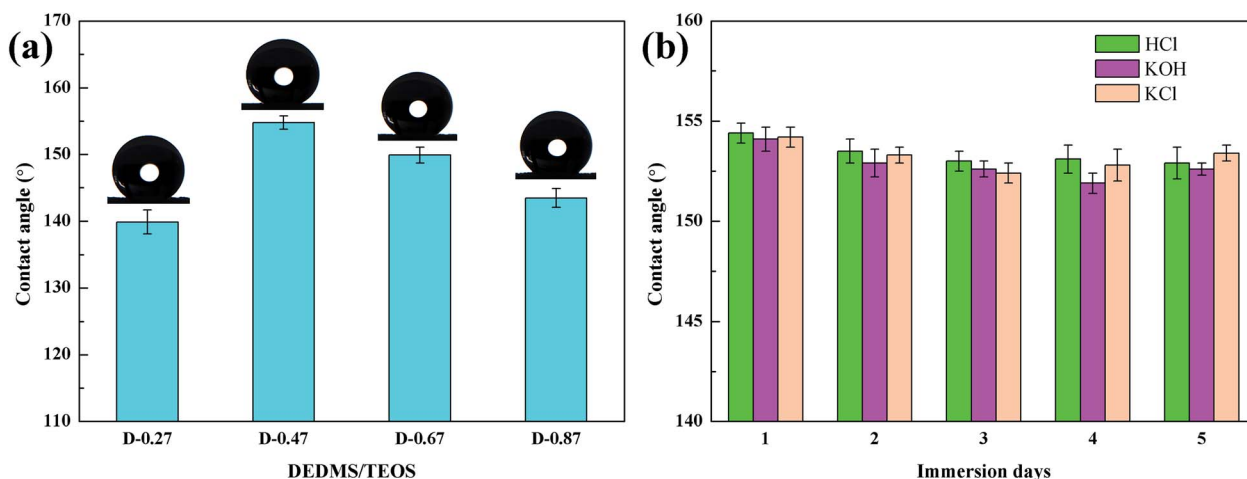 (a)
170
160
150
140
130
120
110
Contact angle (°)
D-0.27 D-0.47 D-0.67 D-0.87
DEDMS/TEOS
(b)
160
155
150
145
140
Contact angle (°)
HCl
KOH
KCl
1 2 3 4 5
Immersion days